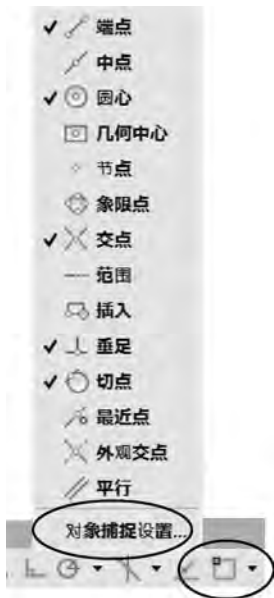 端点
中点
圆心
几何中心
节点
象限点
交点
范围
插入
垂足
切点
最近点
外观交点
平行
对象捕捉设置...